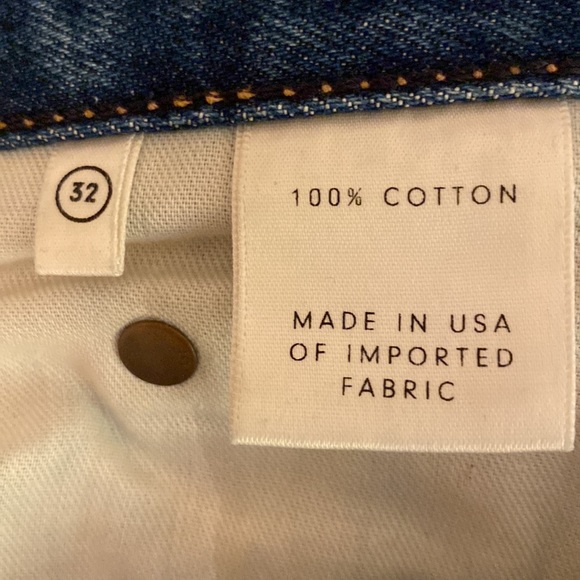 32
100% COTTON
MADE IN USA
OF IMPORTED
FABRIC